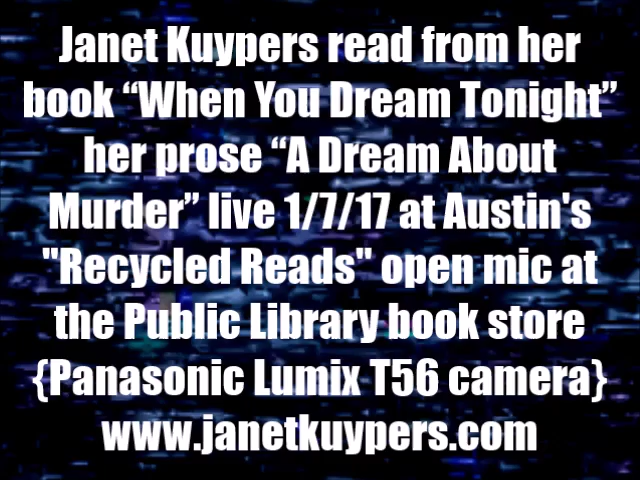 Janet Kuypers read from her
book “When You Dream Tonight”
her prose “A Dream About
Murder” live 1/7/17 at Austin's
"Recycled Reads" open mic at
the Public Library book store
{Panasonic Lumix T56 camera}
www.janetkuypers.com